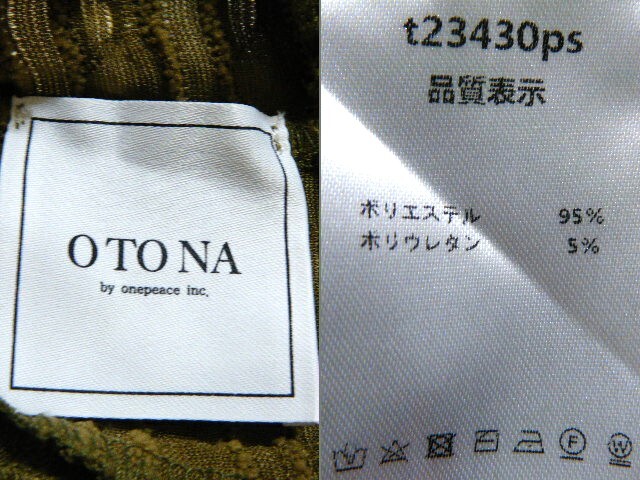 OTONA
by onepeace inc.
t23430ps
品質表示
ポリエステル 95%
ポリウレタン 5%